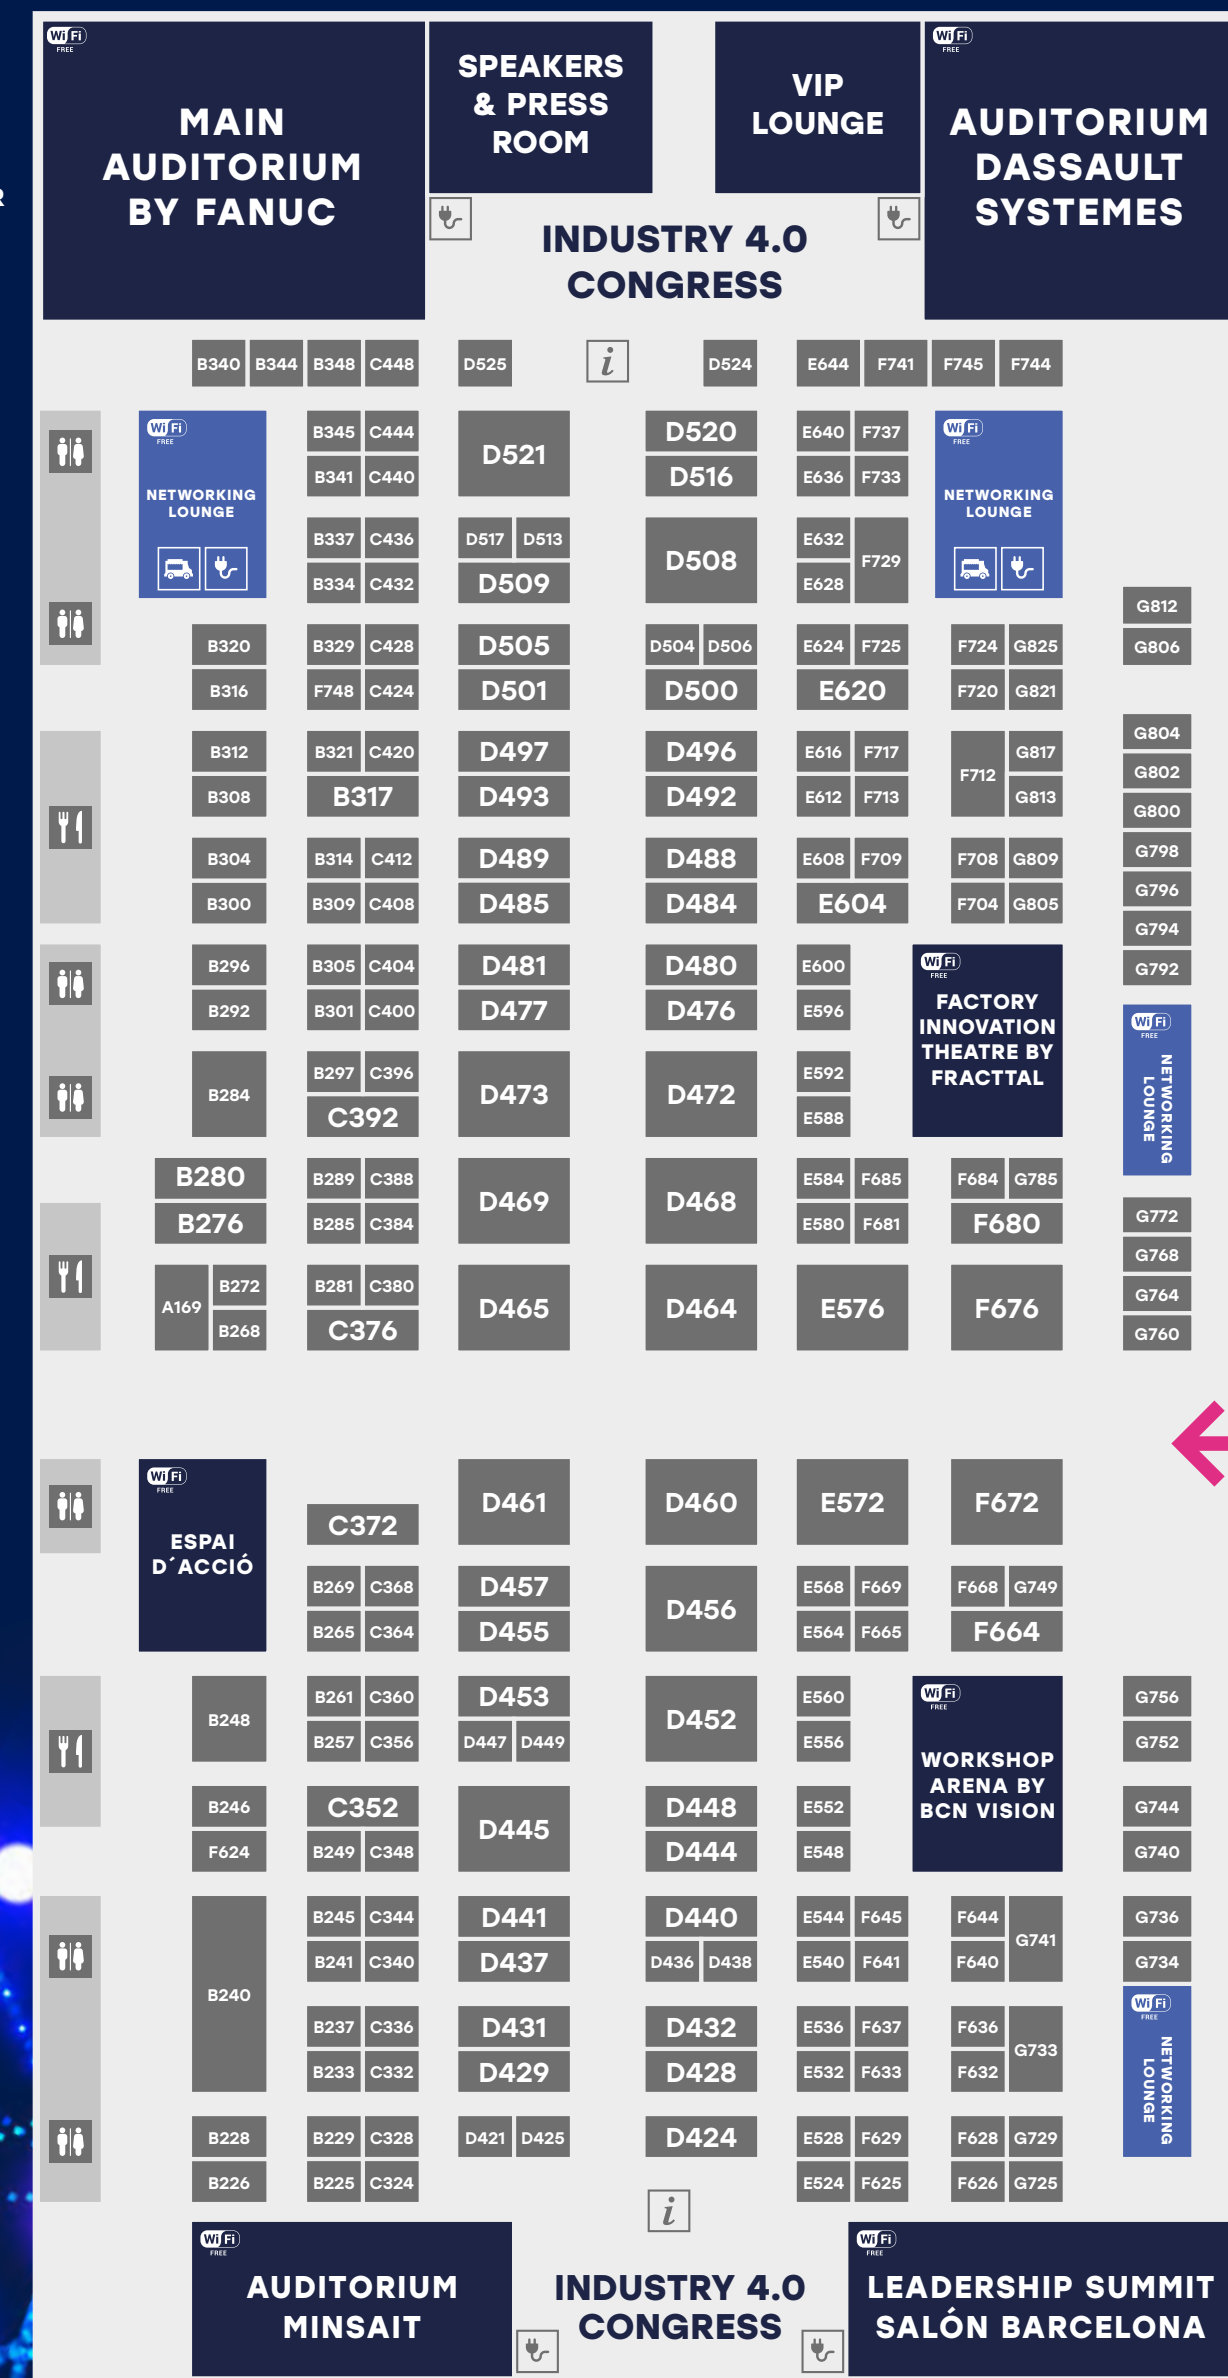 R
Wi Fi
FREE
MAIN
AUDITORIUM
BY FANUC
SPEAKERS
& PRESS
ROOM
VIP
LOUNGE
Wi Fi
FREE
AUDITORIUM
DASSAULT
SYSTEMES
INDUSTRY 4.0
CONGRESS
B340 B344 B348 C448 D525 i D524 E644 F741 F745 F744
Wi Fi
FREE
NETWORKING
LOUNGE
B345 C444 D521 D520 E640 F737
B341 C440 D516 E636 F733
Wi Fi
FREE
NETWORKING
LOUNGE
B337 C436 D517 D513 D508 E632 F729
B334 C432 D509 E628
G812
B320 B329 C428 D505 D504 D506 E624 F725 F724 G825 G806
B316 F748 C424 D501 D500 E620 F720 G821
G804
B312 B321 C420 D497 D496 E616 F717 F712 G817
G802
B308 B317 D493 D492 E612 F713 G813
G800
B304 B314 C412 D489 D488 E608 F709 F708 G809 G798
G796
B300 B309 C408 D485 D484 E604 F704 G805
G794
B296 B305 C404 D481 D480 E600 G792
B292 B301 C400 D477 D476 E596
Wi Fi
FREE
FACTORY
INNOVATION
THEATRE BY
FRACTTAL
Wi Fi
FREE
NETWORKING
LOUNGE
B284 B297 C396 D473 D472 E592
C392 E588
B280 B289 C388 D469 D468 E584 F685 F684 G785
B276 B285 C384 E580 F681 F680 G772
G768
A169 B272 B281 C380 D465 D464 E576 F676 G764
B268 C376 G760
Wi Fi
FREE
ESPAI
D´ACCIÓ
C372 D461 D460 E572 F672
B269 C368 D457 D456 E568 F669 F668 G749
B265 C364 D455 E564 F665 F664
B248 B261 C360 D453 D452 E560 G756
B257 C356 D447 D449 E556 G752
Wi Fi
FREE
WORKSHOP
ARENA BY
BCN VISION
B246 C352 D445 D448 E552 G744
F624 B249 C348 D444 E548 G740
B240 B245 C344 D441 D440 E544 F645 F644 G741 G736
B241 C340 D437 D436 D438 E540 F641 F640 G734
Wi Fi
FREE
NETWORKING
LOUNGE
B237 C336 D431 D432 E536 F637 F636 G733
B233 C332 D429 D428 E532 F633 F632
B228 B229 C328 D421 D425 D424 E528 F629 F628 G729
B226 B225 C324 E524 F625 F626 G725
i
Wi Fi
FREE
AUDITORIUM
MINSAIT
INDUSTRY 4.0
CONGRESS
Wi Fi
FREE
LEADERSHIP SUMMIT
SALÓN BARCELONA